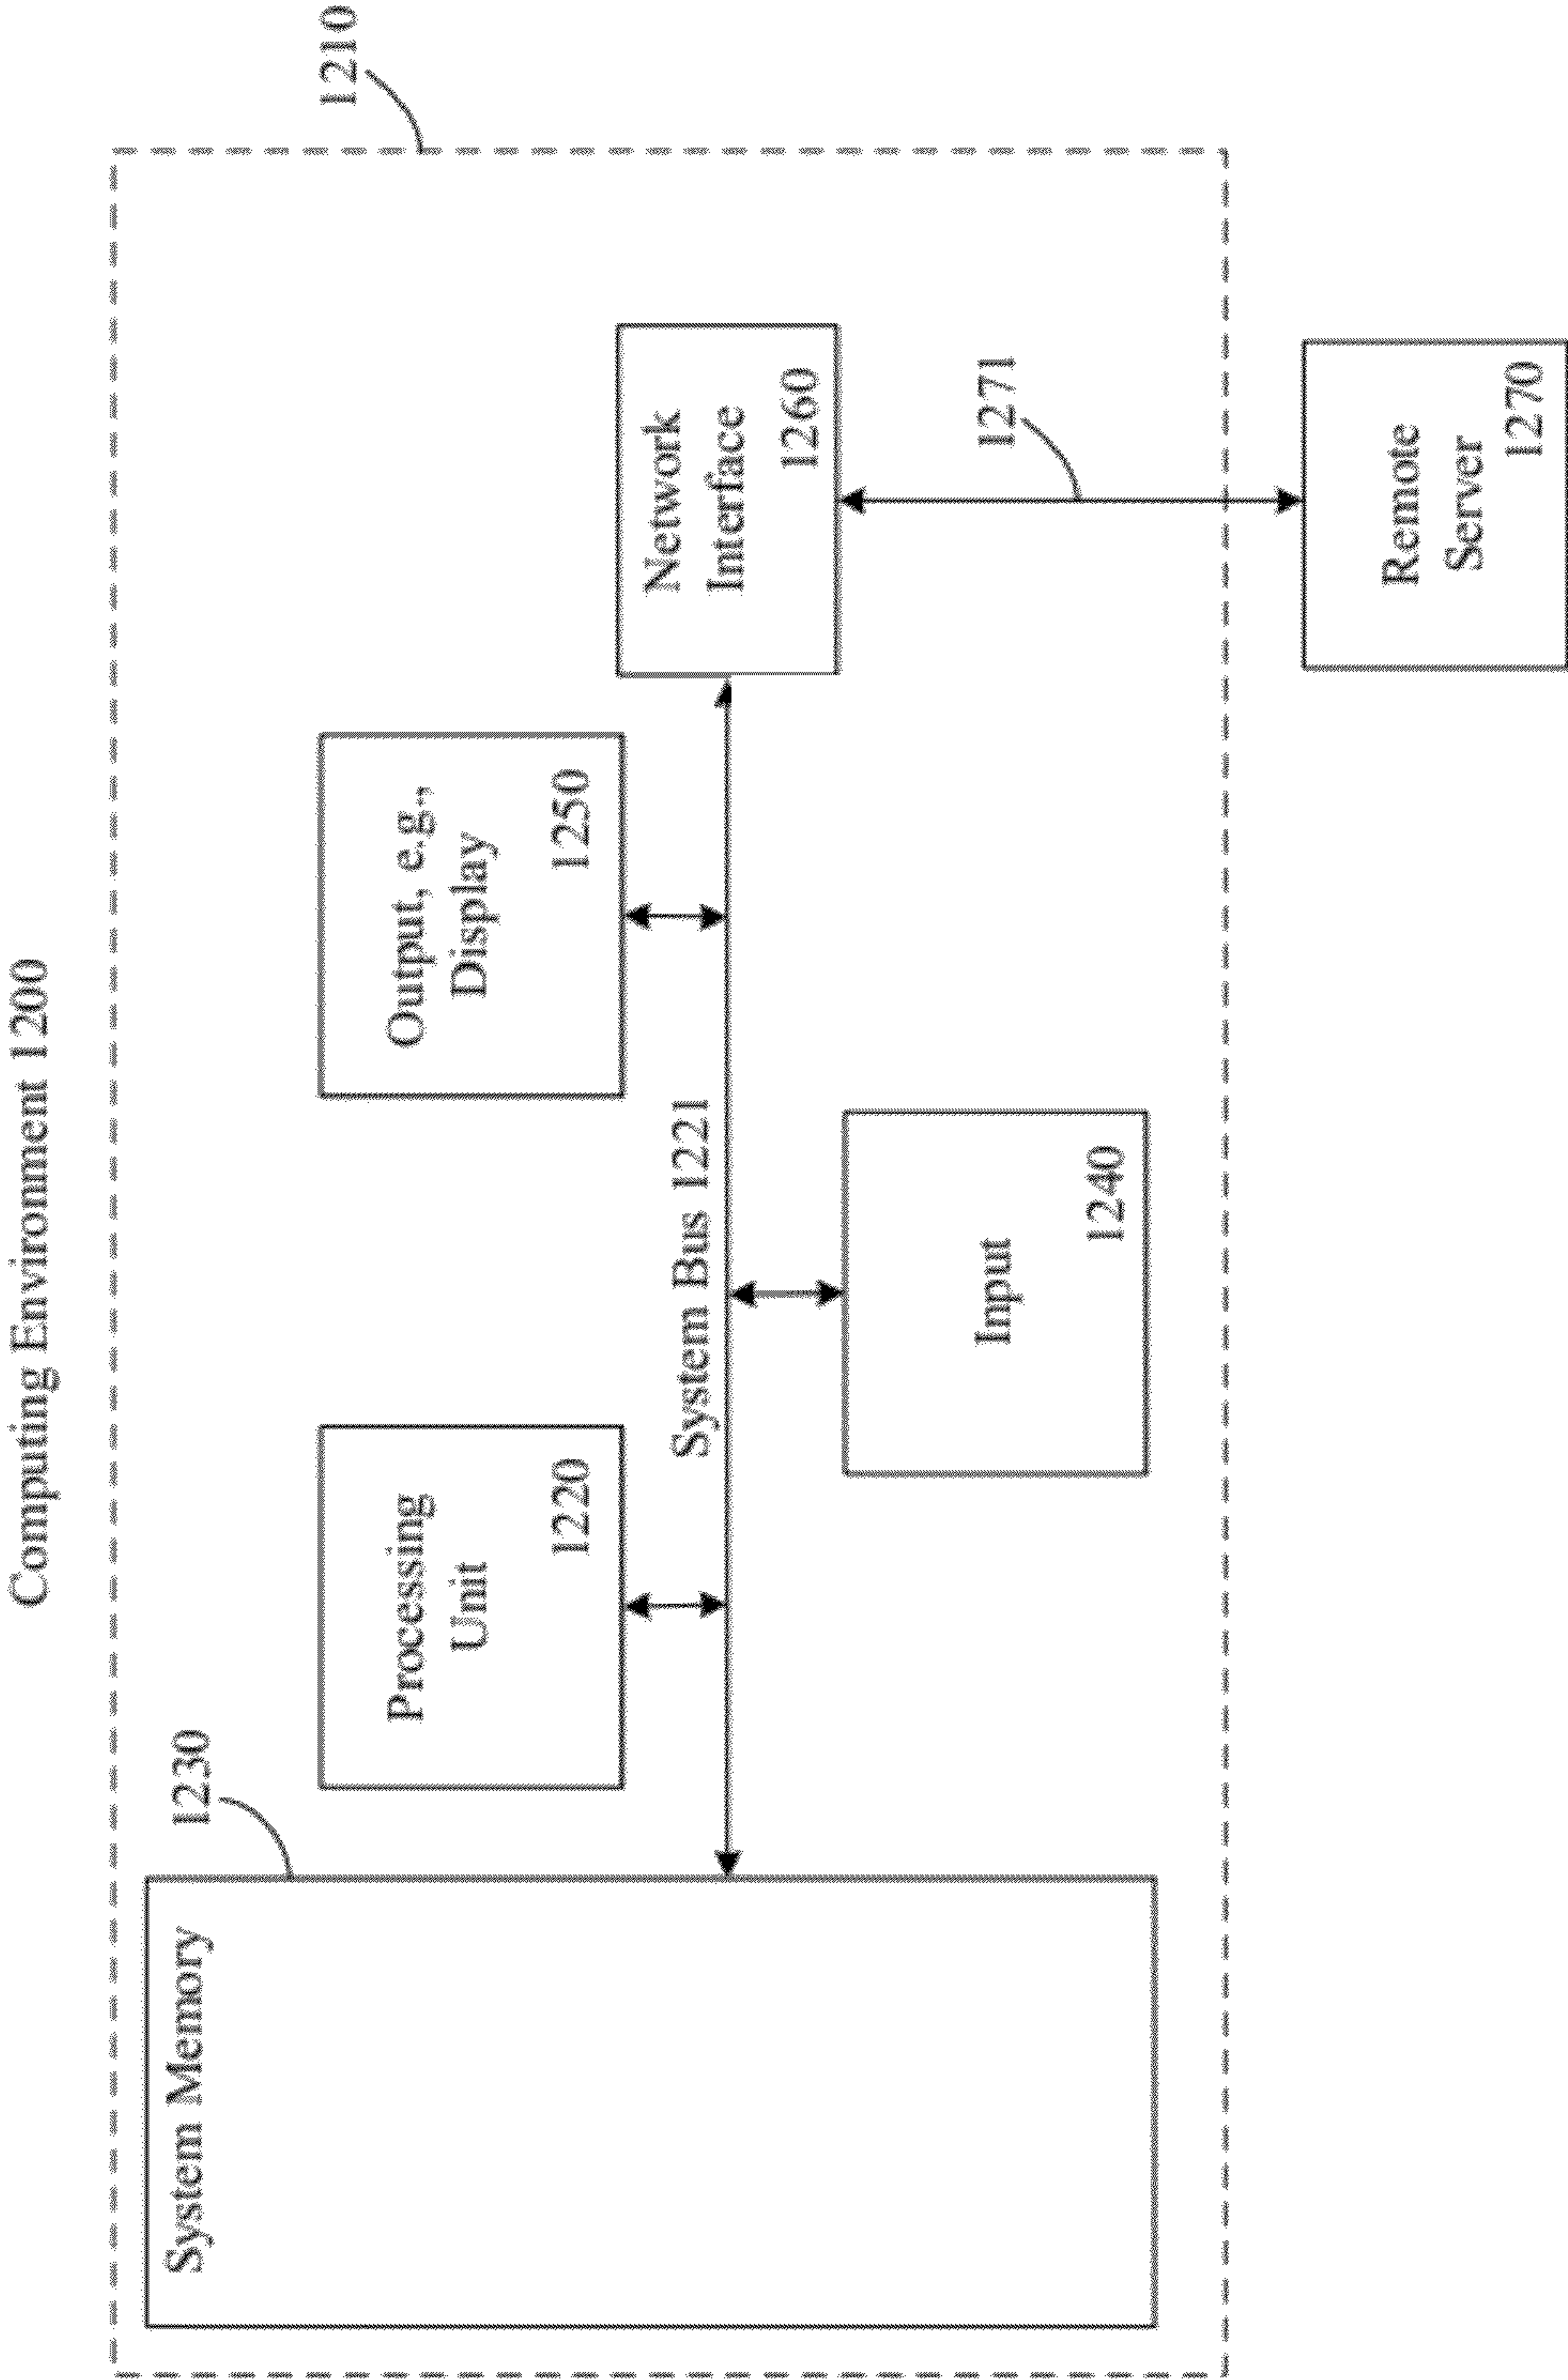 Computing Environment 1200
1210
System Memory
1230
Processing
Unit
1220
Output, e.g.,
Display
1250
System Bus 1221
Network
Interface
1260
Input
1240
1271
Remote
Server
1270